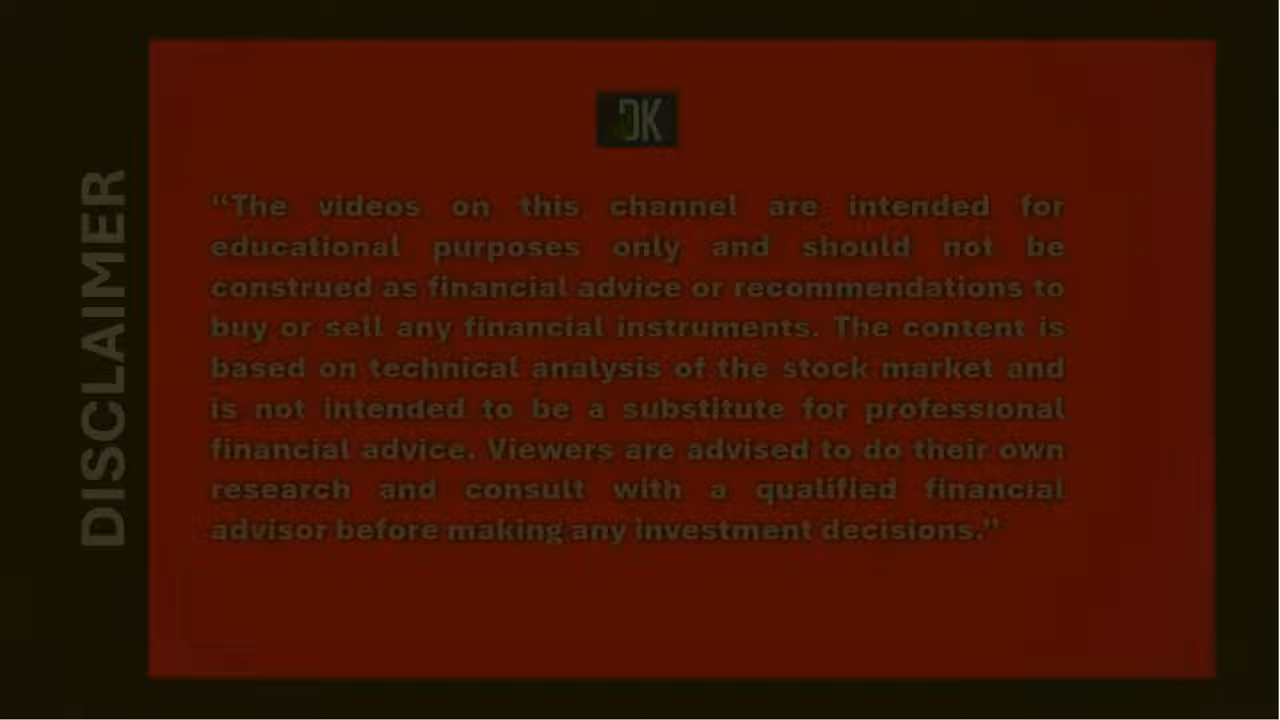 DISCLAIMER
DK
“The videos on this channel are intended for
educational purposes only and should not be
construed as financial advice or recommendations to
buy or sell any financial instruments. The content is
based on technical analysis of the stock market and
is not intended to be a substitute for professional
financial advice. Viewers are advised to do their own
research and consult with a qualified financial
advisor before making any investment decisions.”